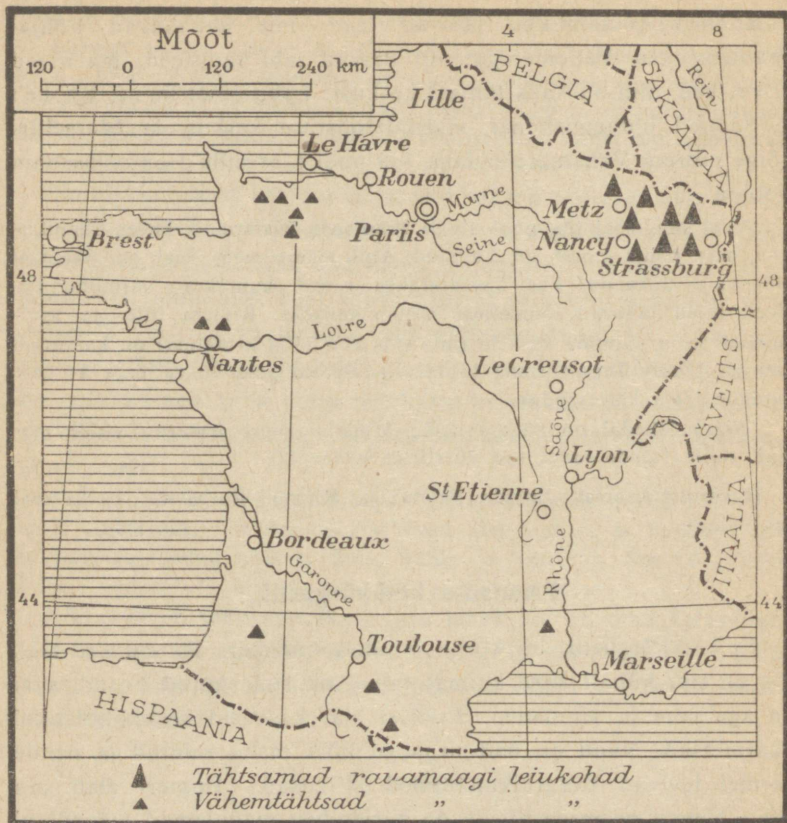 Mõõt
120 0 120 240 km
4 8
BELGIA
SAKSAMAA
Rein
Lille
Le Havre
Rouen
Marne
Metz
Pariis
Seine
Nancy
Strassburg
Brest
48 48
Loire
Nantes
Le Creusot
ŠVEITS
Saône
Lyon
St Etienne
ITAALIA
Bordeaux
Garonne
Rhône
44 44
Toulouse
Marseille
HISPAANIA
Tähtsamad rauamaagi leiukohad
Vähemtähtsad „ „